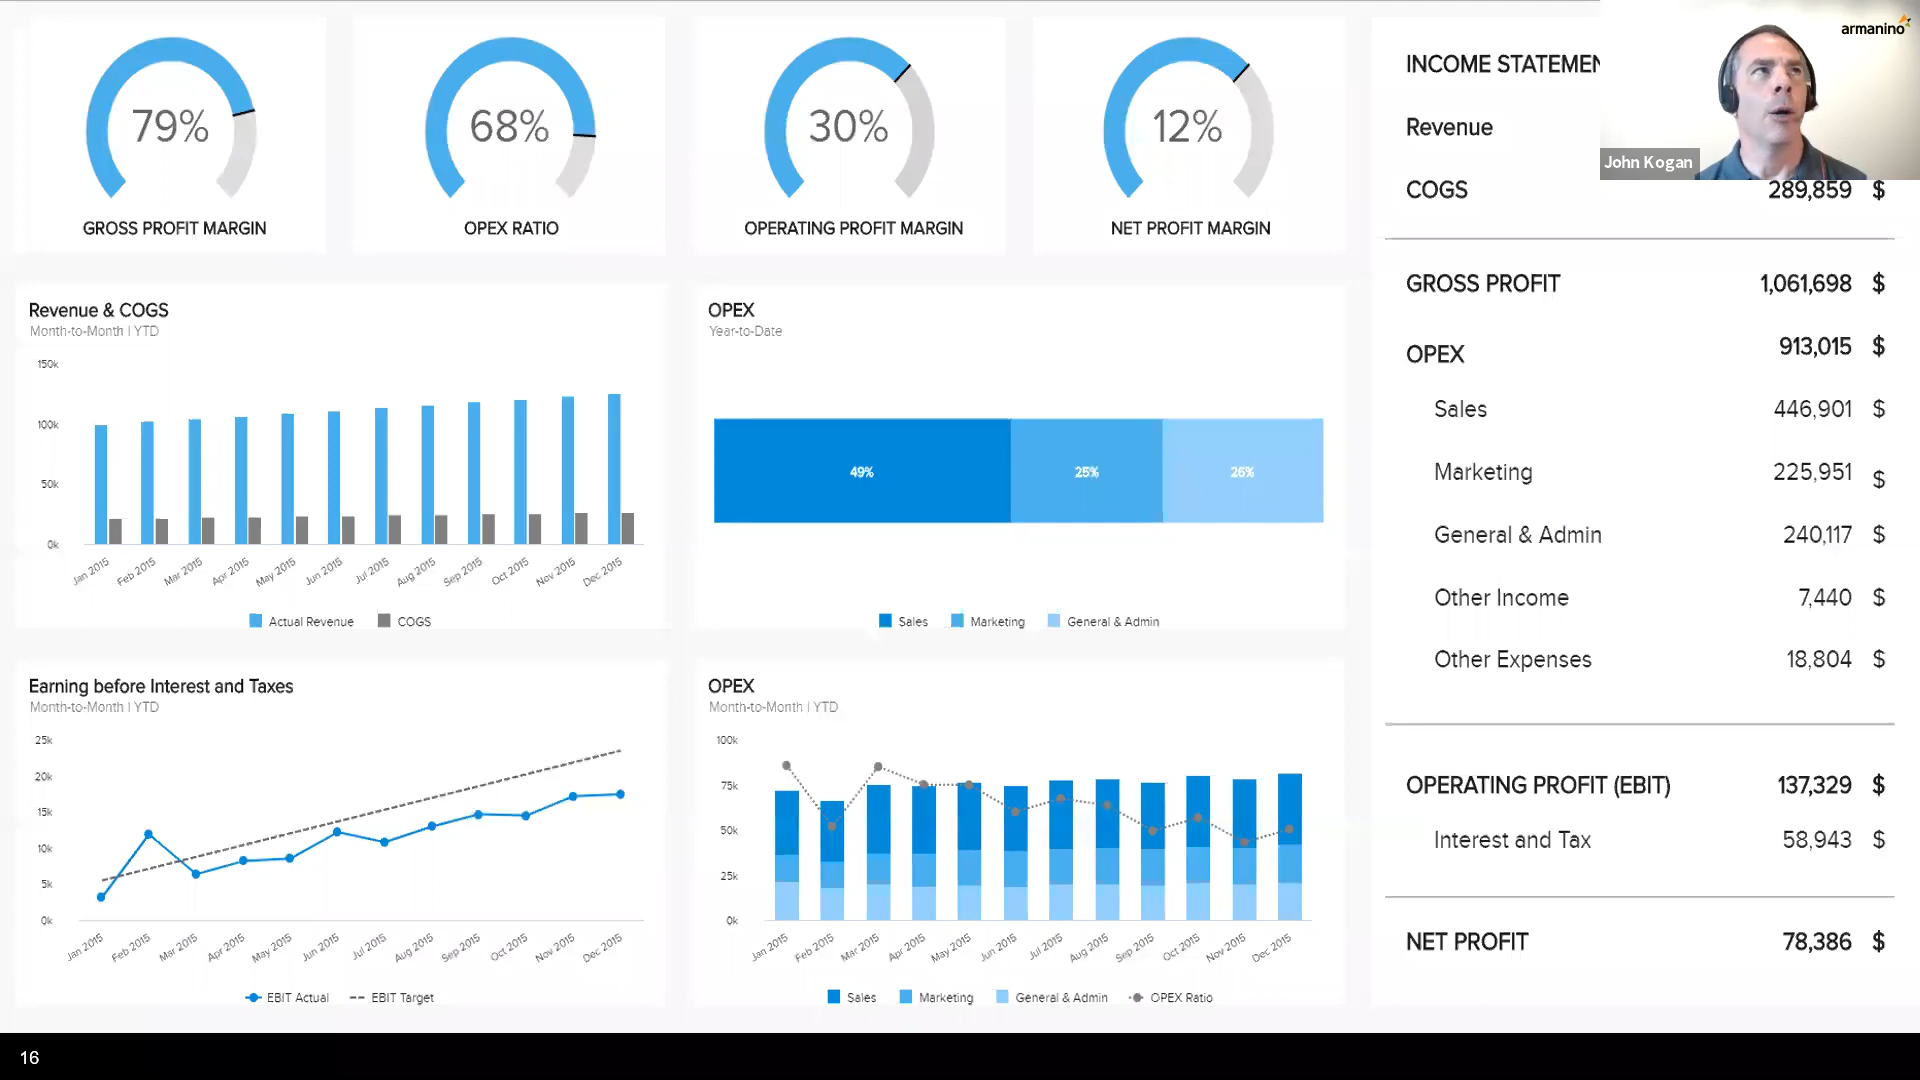 79%
GROSS PROFIT MARGIN
68%
OPEX RATIO
30%
OPERATING PROFIT MARGIN
12%
NET PROFIT MARGIN
Revenue & COGS
Month-to-Month | YTD
150k
100k
50k
0k
Jan 2015 Feb 2015 Mar 2015 Apr 2015 May 2015 Jun 2015 Jul 2015 Aug 2015 Sep 2015 Oct 2015 Nov 2015 Dec 2015
Actual Revenue COGS
OPEX
Year-to-Date
49% 25% 26%
Sales Marketing General & Admin
Earning before Interest and Taxes
Month-to-Month | YTD
25k
20k
15k
10k
5k
0k
Jan 2015 Feb 2015 Mar 2015 Apr 2015 May 2015 Jun 2015 Jul 2015 Aug 2015 Sep 2015 Oct 2015 Nov 2015 Dec 2015
EBIT Actual EBIT Target
OPEX
Month-to-Month | YTD
100k
75k
50k
25k
0k
Jan 2015 Feb 2015 Mar 2015 Apr 2015 May 2015 Jun 2015 Jul 2015 Aug 2015 Sep 2015 Oct 2015 Nov 2015 Dec 2015
Sales Marketing General & Admin OPEX Ratio
INCOME STATEMEN
Revenue
COGS 289,859 $
GROSS PROFIT 1,061,698 $
OPEX 913,015 $
Sales 446,901 $
Marketing 225,951 $
General & Admin 240,117 $
Other Income 7,440 $
Other Expenses 18,804 $
OPERATING PROFIT (EBIT) 137,329 $
Interest and Tax 58,943 $
NET PROFIT 78,386 $
armanino
John Kogan
16